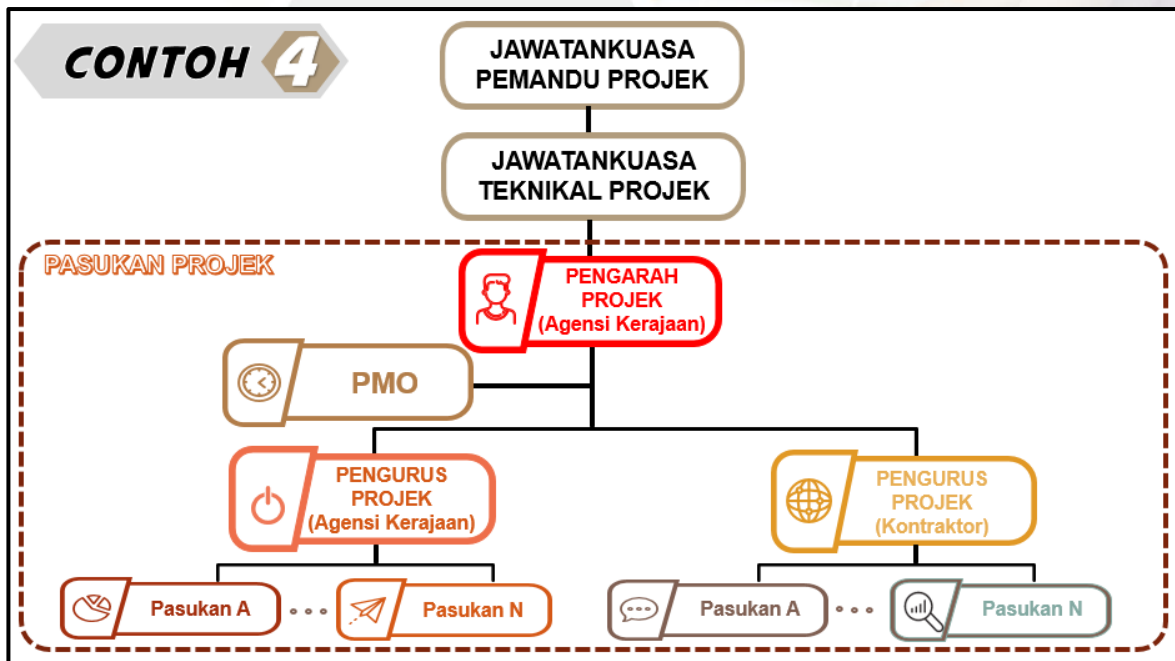 CONTOH 4
JAWATANKUASA
PEMANDU PROJEK
JAWATANKUASA
TEKNIKAL PROJEK
PASUKAN PROJEK
PENGARAH
PROJEK
(Agensi Kerajaan)
PMO
PENGURUS
PROJEK
(Agensi Kerajaan)
PENGURUS
PROJEK
(Kontraktor)
Pasukan A
Pasukan N
Pasukan A
Pasukan N